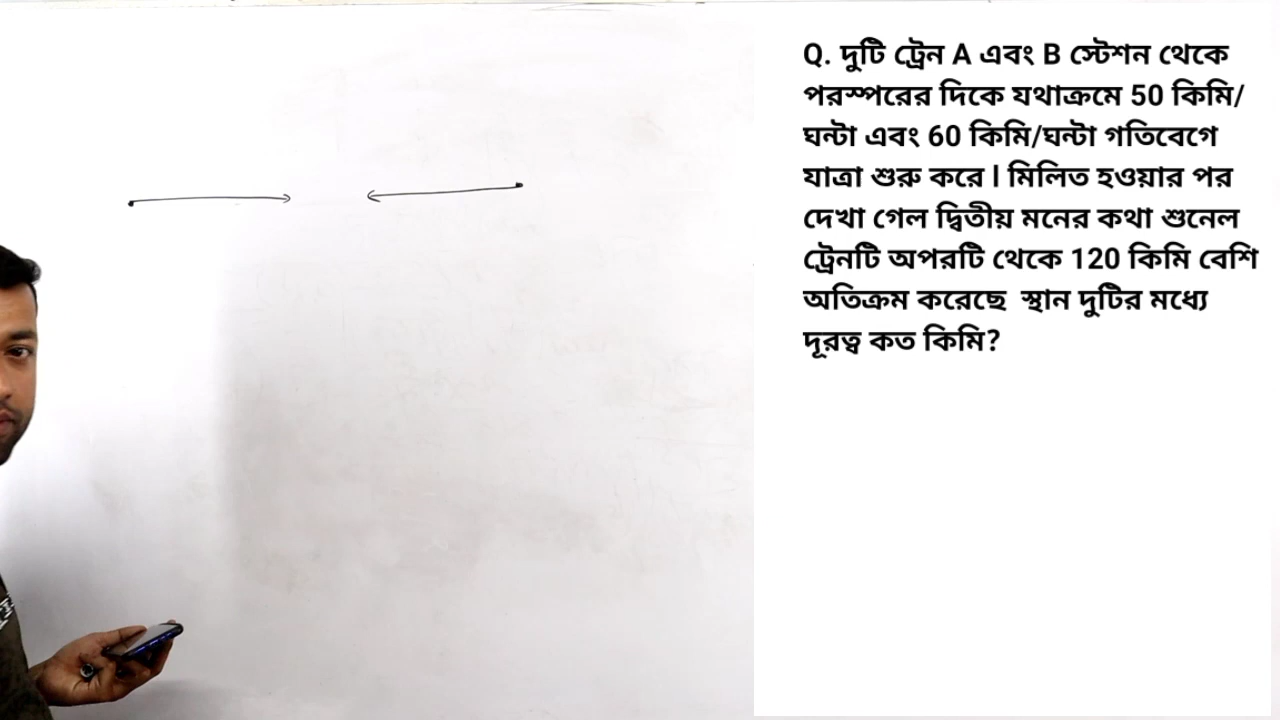 Q. দুটি ট্রেন A এবং B স্টেশন থেকে
পরস্পরের দিকে যথাক্রমে 50 কিমি/
ঘন্টা এবং 60 কিমি/ঘন্টা গতিবেগে
যাত্রা শুরু করে l মিলিত হওয়ার পর
দেখা গেল দ্বিতীয় মনের কথা শুনেল
ট্রেনটি অপরটি থেকে 120 কিমি বেশি
অতিক্রম করেছে স্থান দুটির মধ্যে
দূরত্ব কত কিমি?